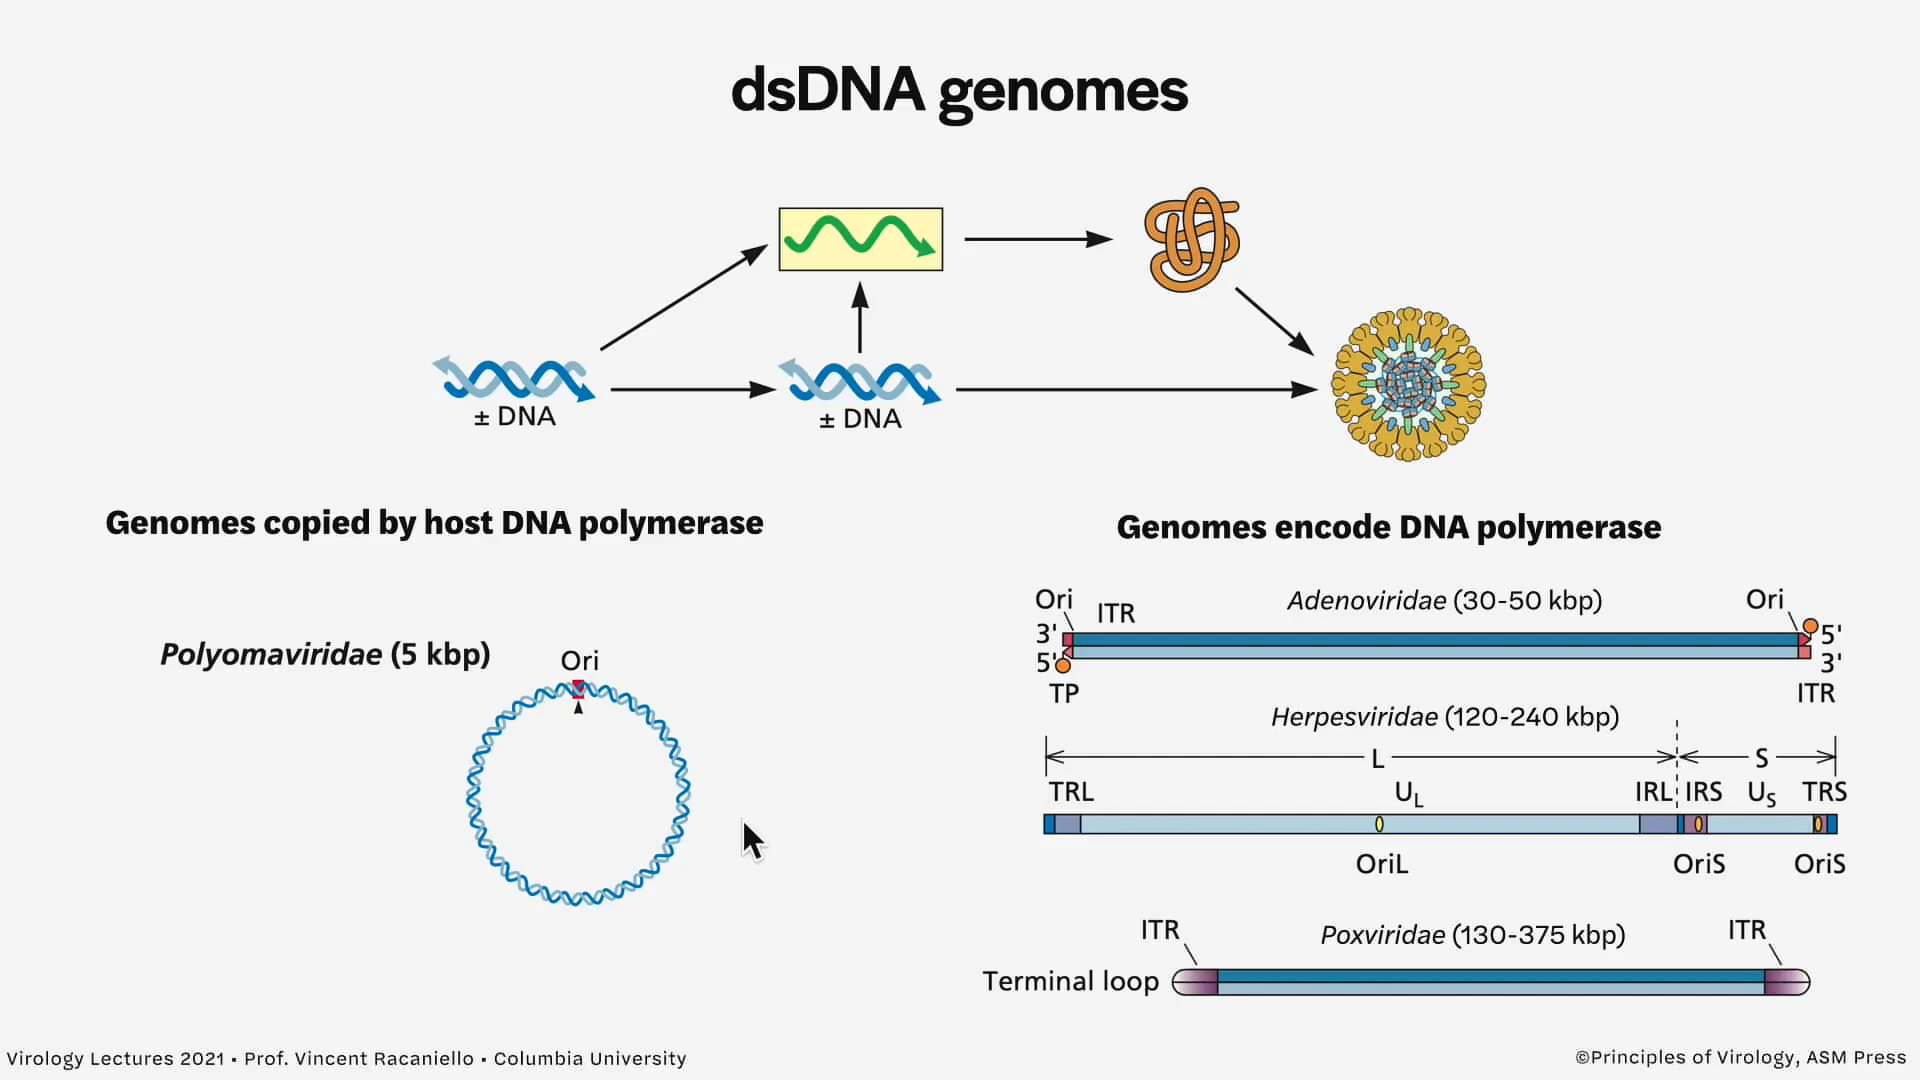 dsDNA genomes
± DNA
± DNA
Genomes copied by host DNA polymerase
Polyomaviridae (5 kbp)
Ori
Genomes encode DNA polymerase
Ori
ITR
Adenoviridae (30-50 kbp)
Ori
3'
5'
5'
3'
TP
ITR
Herpesviridae (120-240 kbp)
L
S
TRL
UL
IRL
IRS
US
TRS
OriL
OriS
OriS
ITR
Poxviridae (130-375 kbp)
ITR
Terminal loop
Virology Lectures 2021 • Prof. Vincent Racaniello • Columbia University
©Principles of Virology, ASM Press